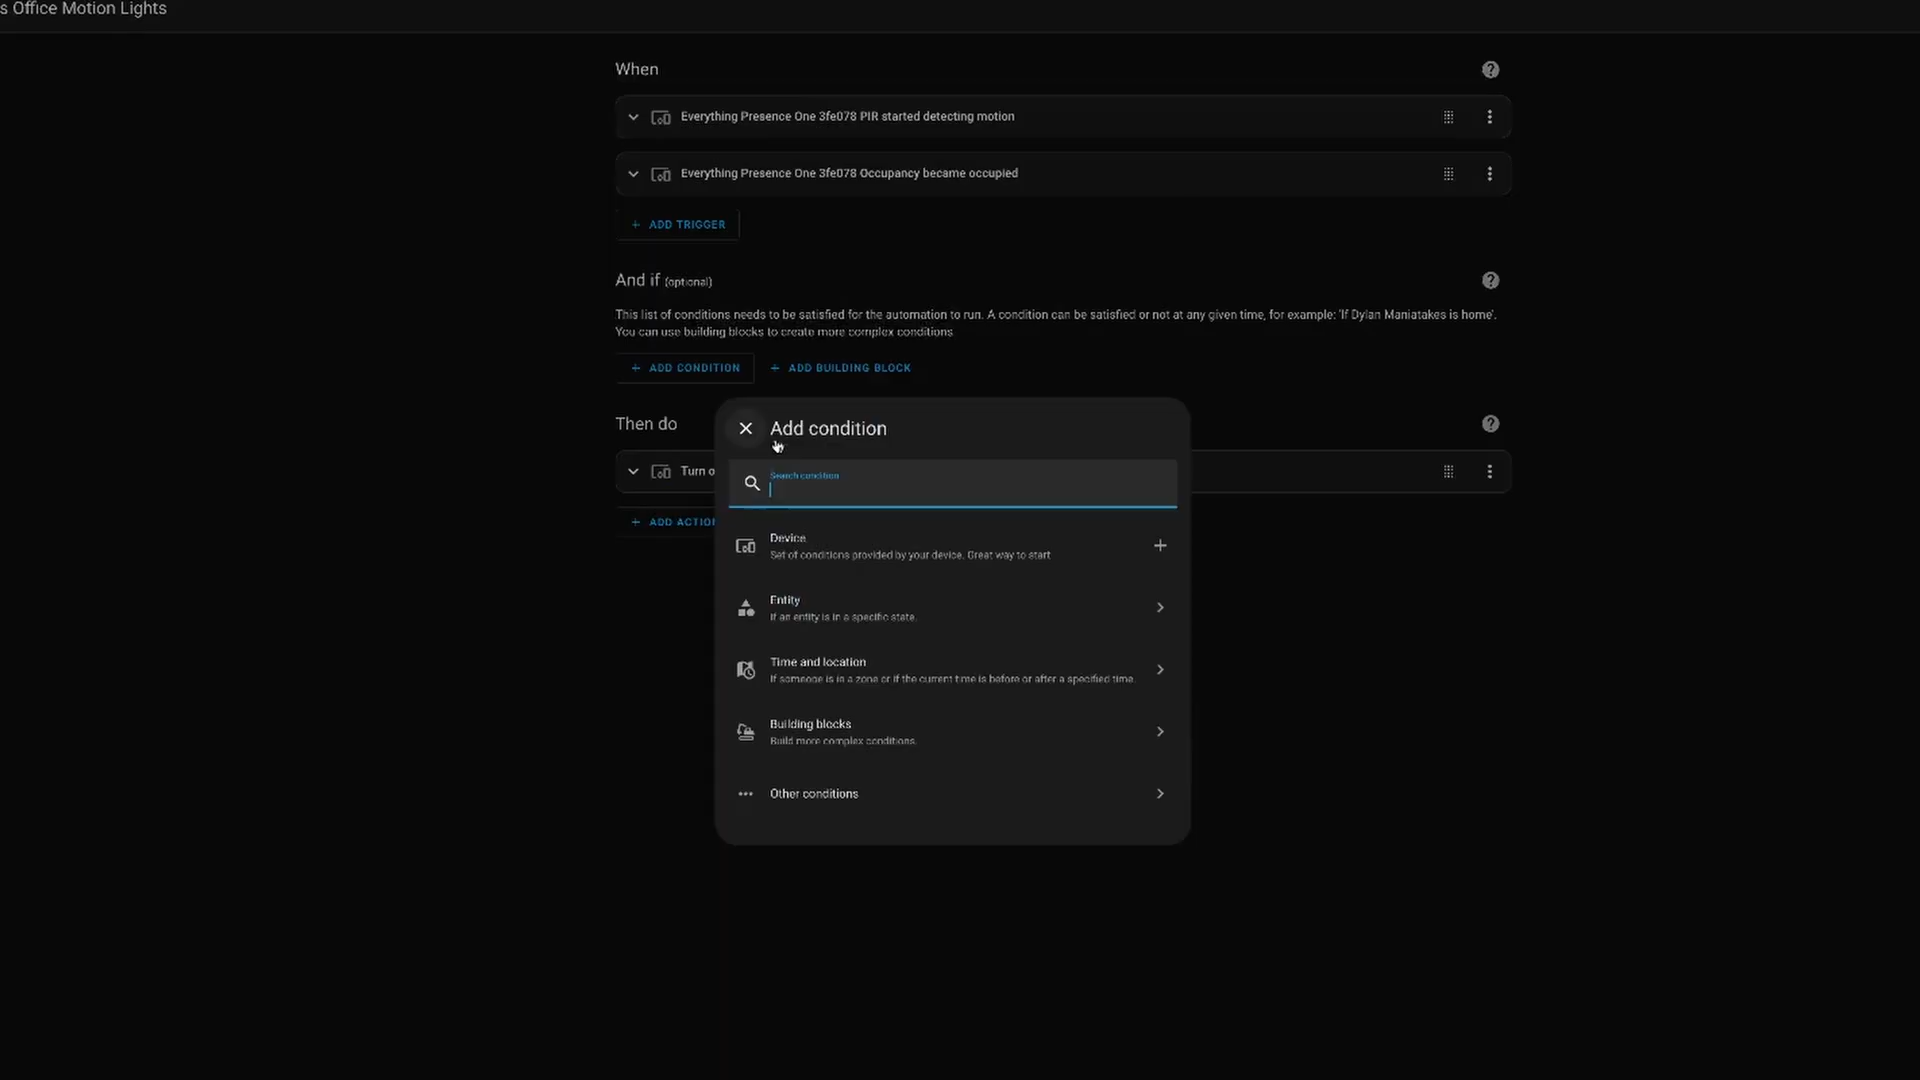 s Office Motion Lights
When
Everything Presence One 3fe078 PIR started detecting motion
Everything Presence One 3fe078 Occupancy became occupied
+ ADD TRIGGER
And if (optional)
This list of conditions needs to be satisfied for the automation to run. A condition can be satisfied or not at any given time, for example: 'If Dylan Maniatakes is home'.
You can use building blocks to create more complex conditions
+ ADD CONDITION
+ ADD BUILDING BLOCK
Then do
Turn o
+ ADD ACTION
Add condition
Search condition
Device
Set of conditions provided by your device. Great way to start
Entity
If an entity is in a specific state.
Time and location
If someone is in a zone or if the current time is before or after a specified time.
Building blocks
Build more complex conditions.
Other conditions